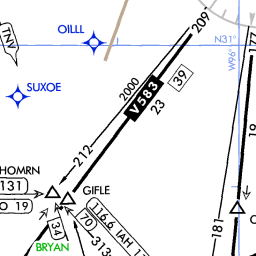 OILLL
209
TNV
N31°
W96°
177
SUXOE
2000
V583
39
23
212
HOMRN
131
GIFLE
O 19
34
116.6 IAH 1
70
313
181
BRYAN